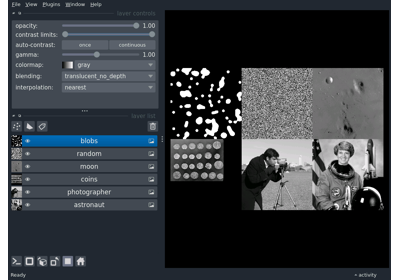 File View Plugins Window Help
layer controls
opacity: 1.00
contrast limits:
auto-contrast: once continuous
gamma: 1.00
colormap: gray
blending: translucent_no_depth
interpolation: nearest
layer list
blobs
random
moon
coins
photographer
astronaut
Ready activity